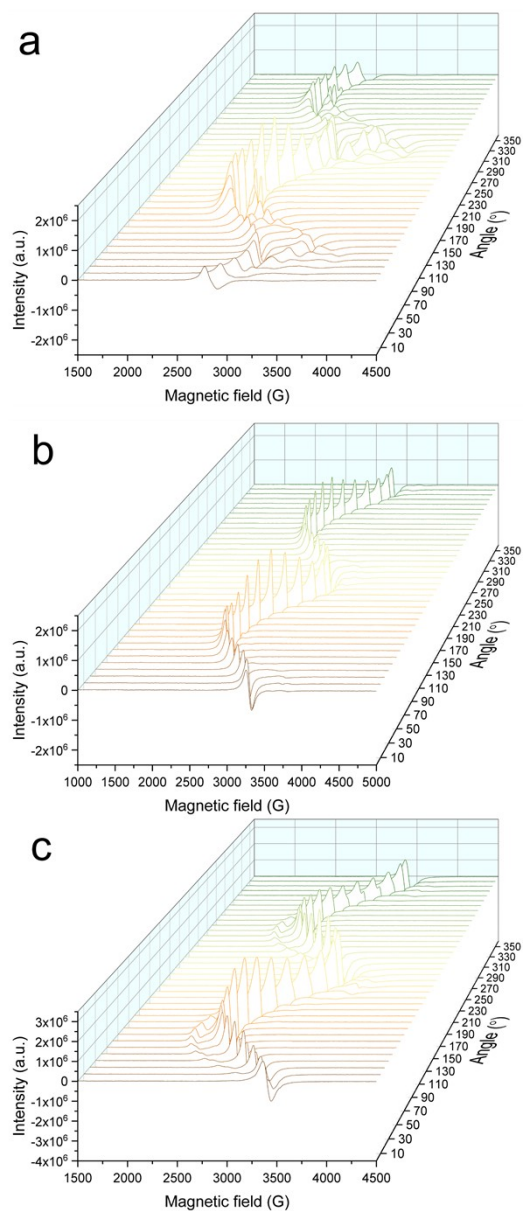 a
2x10⁶
1x10⁶
0
-1x10⁶
-2x10⁶
Intensity (a.u.)
1500 2000 2500 3000 3500 4000 4500
Magnetic field (G)
350
330
310
290
270
250
230
210
190
170
150
130
110
90
70
50
30
10
Angle (°)
b
2x10⁶
1x10⁶
0
-1x10⁶
-2x10⁶
Intensity (a.u.)
1000 1500 2000 2500 3000 3500 4000 4500 5000
Magnetic field (G)
350
330
310
290
270
250
230
210
190
170
150
130
110
90
70
50
30
10
Angle (°)
c
3x10⁶
2x10⁶
1x10⁶
0
-1x10⁶
-2x10⁶
-3x10⁶
-4x10⁶
Intensity (a.u.)
1500 2000 2500 3000 3500 4000 4500
Magnetic field (G)
350
330
310
290
270
250
230
210
190
170
150
130
110
90
70
50
30
10
Angle (°)